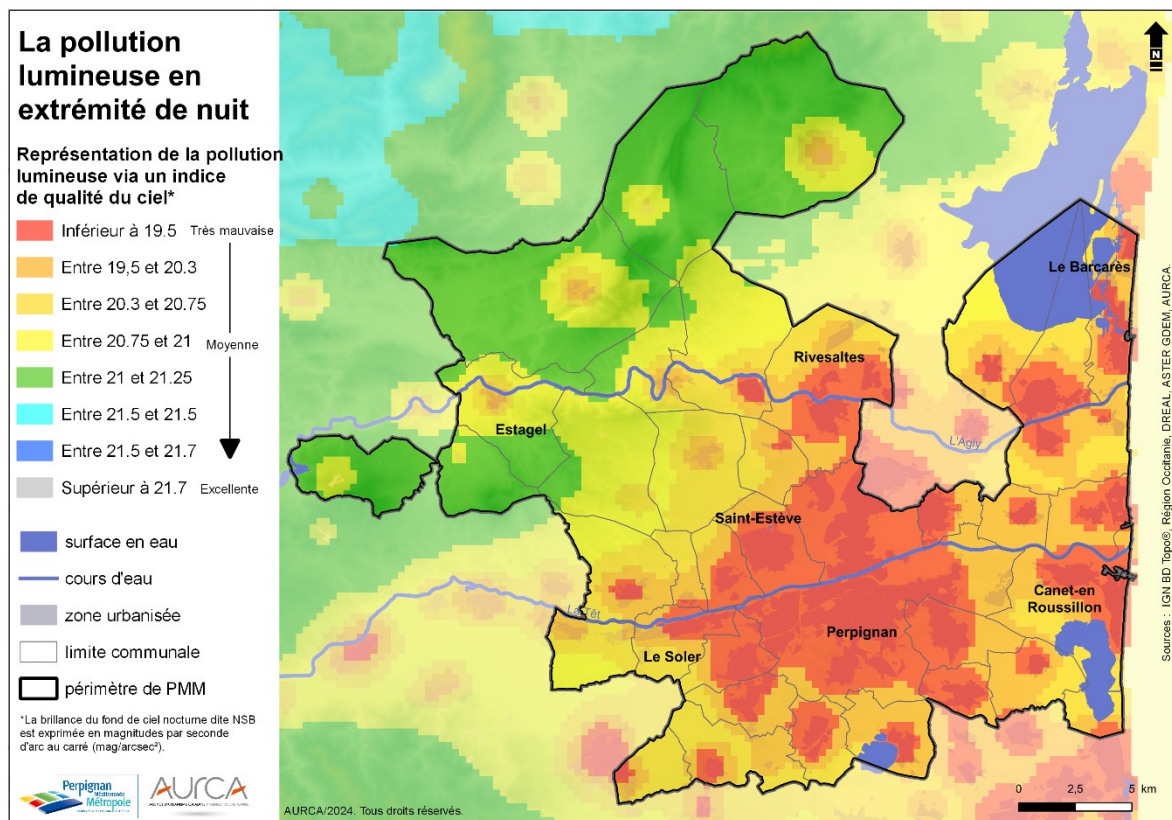 La pollution
lumineuse en
extrémité de nuit
Représentation de la pollution
lumineuse via un indice
de qualité du ciel*
Inférieur à 19.5 Très mauvaise
Entre 19,5 et 20.3
Entre 20.3 et 20.75
Entre 20.75 et 21 Moyenne
Entre 21 et 21.25
Entre 21.5 et 21.5
Entre 21.5 et 21.7
Supérieur à 21.7 Excellente
surface en eau
cours d'eau
zone urbanisée
limite communale
périmètre de PMM
*La brillance du fond de ciel nocturne dite NSB
est exprimée en magnitudes par seconde
d'arc au carré (mag/arcsec²).
Perpignan
Méditerranée
Métropole
AURCA
N
Le Barcarès
Rivesaltes
Estagel
L'Agly
Saint-Estève
Canet-en
Roussillon
La Têt
Perpignan
Le Soler
0 2,5 5 km
AURCA/2024. Tous droits réservés.
Sources : IGN BD Topo®, Région Occitanie, DREAL, ASTER GDEM, AURCA.